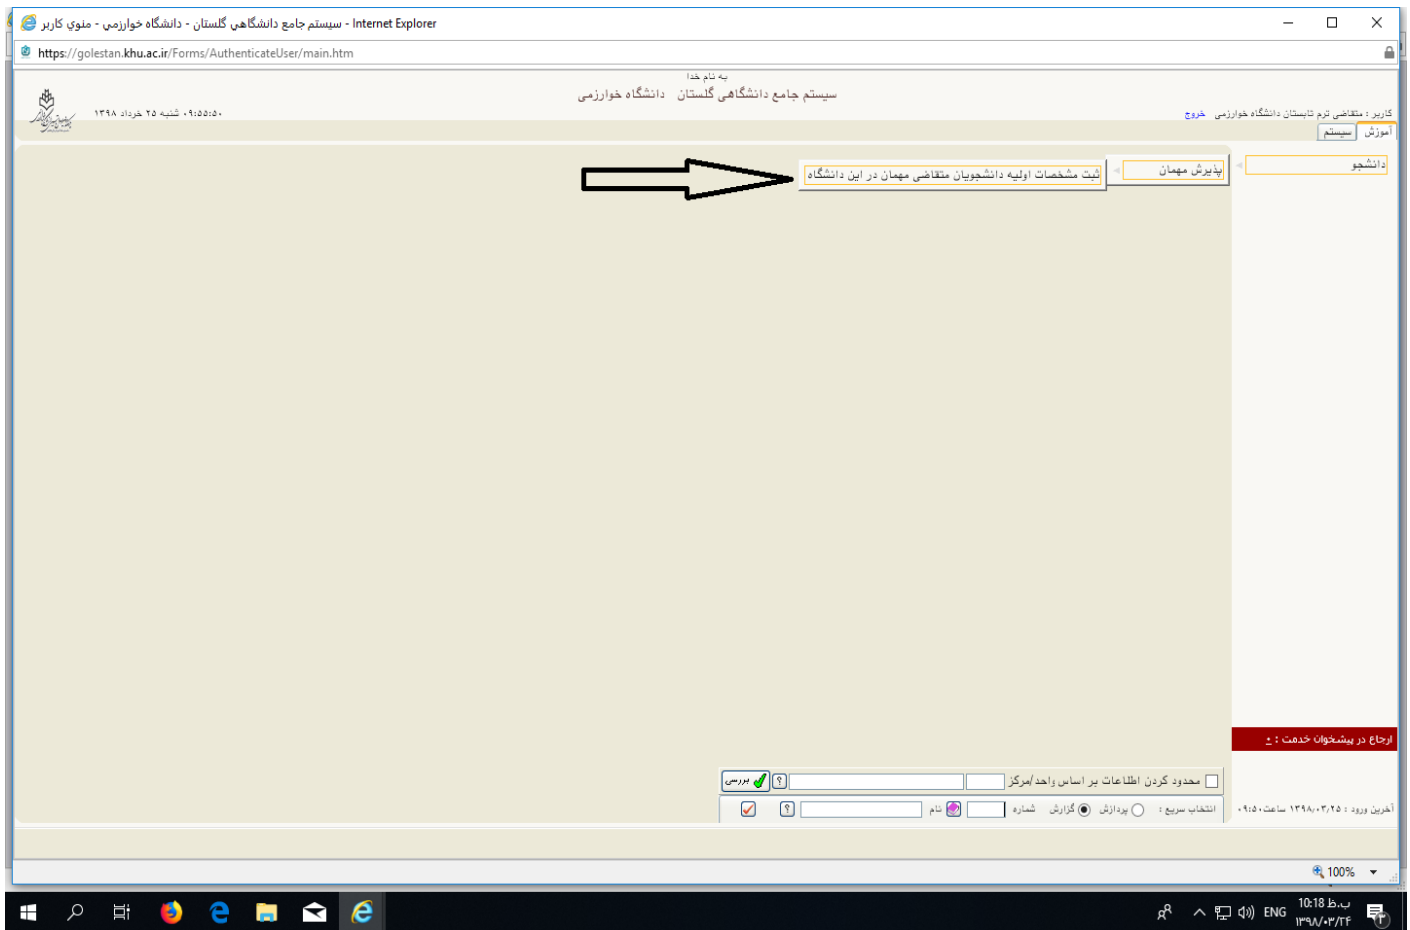 سيستم جامع دانشگاهي گلستان - دانشگاه خوارزمي - منوي کاربر - Internet Explorer
https://golestan.khu.ac.ir/Forms/AuthenticateUser/main.htm
به نام خدا
سیستم جامع دانشگاهی گلستان   دانشگاه خوارزمی
کاربر : متقاضی ترم تابستان دانشگاه خوارزمی   خروج
۰۹:۵۵:۵۰ شنبه ۲۵ خرداد ۱۳۹۸
آموزش   سیستم
دانشجو
پذیرش مهمان
ثبت مشخصات اولیه دانشجویان متقاضی مهمان در این دانشگاه
ارجاع در پیشخوان خدمت : ۰
محدود کردن اطلاعات بر اساس واحد/مرکز   ؟   بررسی
انتخاب سریع :   پردازش   گزارش   شماره   نام   ؟
آخرین ورود : ۱۳۹۸/۰۳/۲۵ ساعت ۰۹:۵۰
100%
ENG
10:18 ب.ظ
۱۳۹۸/۰۳/۲۴
۳